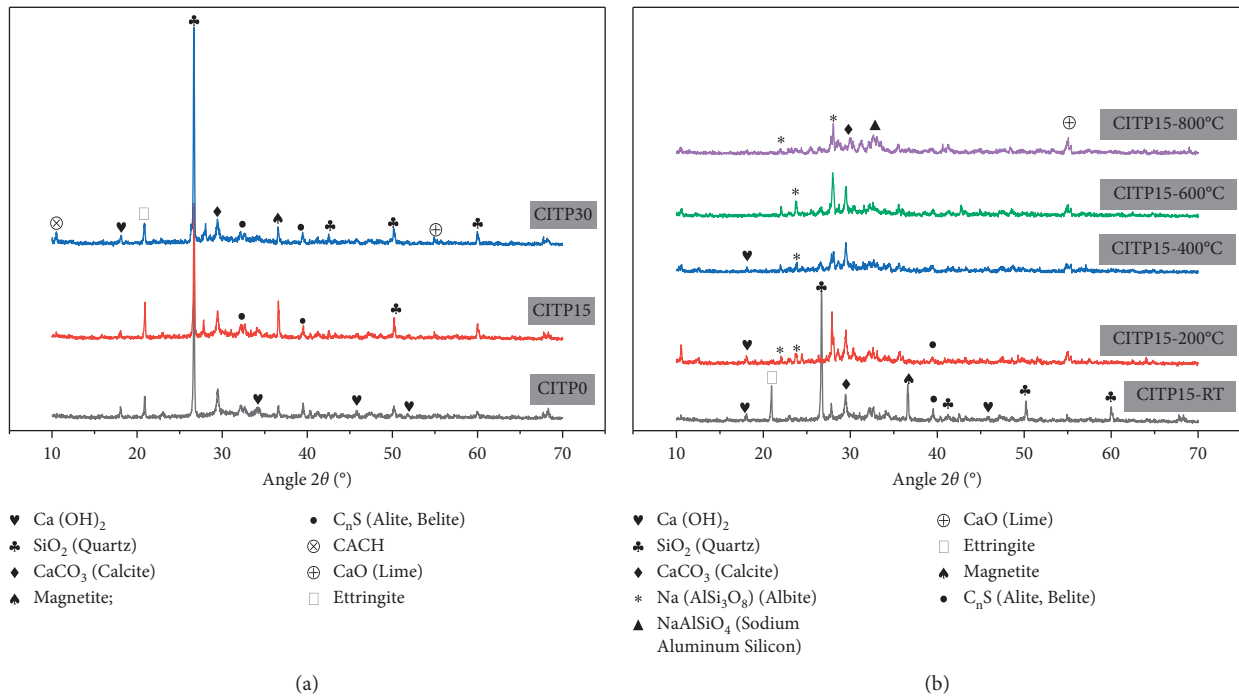 CITP30
CITP15
CITP0
10 20 30 40 50 60 70
Angle 2θ (°)
♥ Ca (OH)₂
♣ SiO₂ (Quartz)
♦ CaCO₃ (Calcite)
♠ Magnetite;
• CₙS (Alite, Belite)
⊗ CACH
⊕ CaO (Lime)
□ Ettringite
(a)
CITP15-800°C
CITP15-600°C
CITP15-400°C
CITP15-200°C
CITP15-RT
10 20 30 40 50 60 70
Angle 2θ (°)
♥ Ca (OH)₂
♣ SiO₂ (Quartz)
♦ CaCO₃ (Calcite)
* Na (AlSi₃O₈) (Albite)
▲ NaAlSiO₄ (Sodium
Aluminum Silicon)
⊕ CaO (Lime)
□ Ettringite
♠ Magnetite
• CₙS (Alite, Belite)
(b)